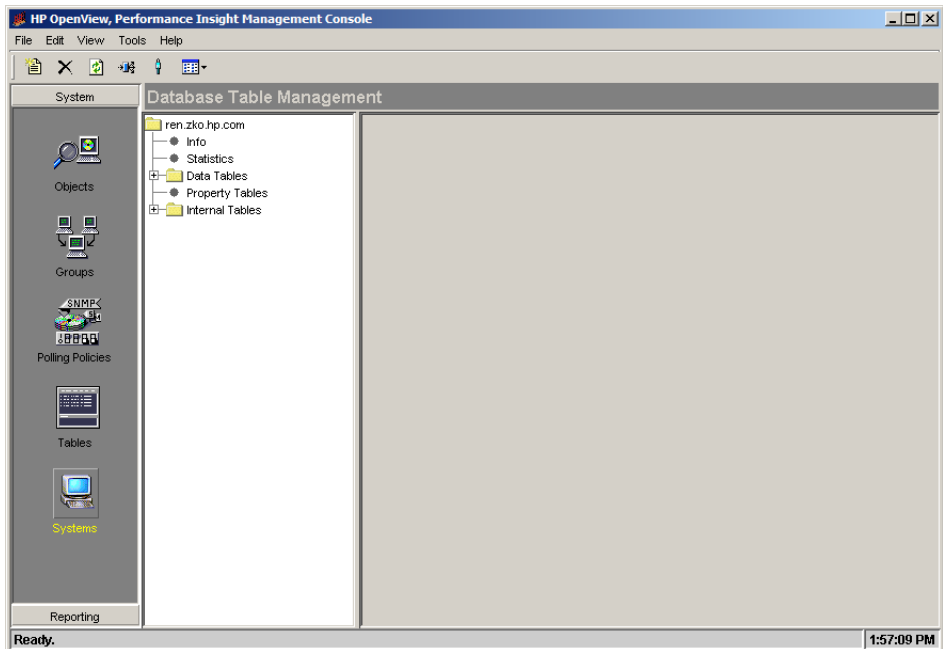 HP OpenView, Performance Insight Management Console
File Edit View Tools Help
System
Database Table Management
ren.zko.hp.com
Info
Statistics
Data Tables
Property Tables
Internal Tables
Objects
Groups
SNMP
Polling Policies
Tables
Systems
Reporting
Ready.
1:57:09 PM